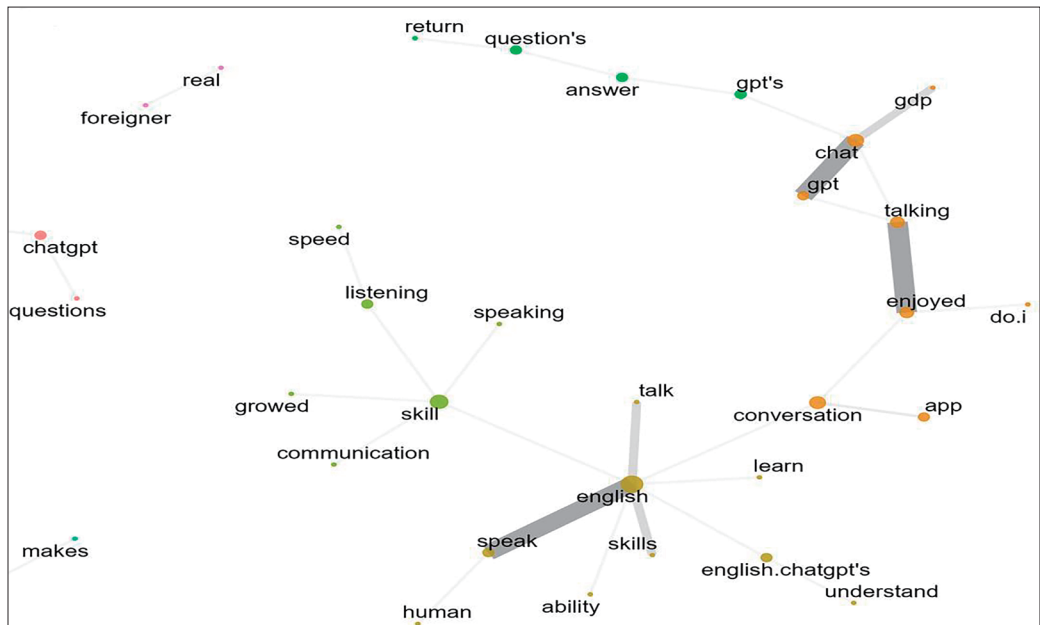 return
question's
real
answer
gpt's
gdp
foreigner
chat
gpt
talking
chatgpt
speed
listening
enjoyed
questions
speaking
do.i
talk
growed
skill
conversation
app
communication
learn
english
makes
speak
skills
english.chatgpt's
human
ability
understand